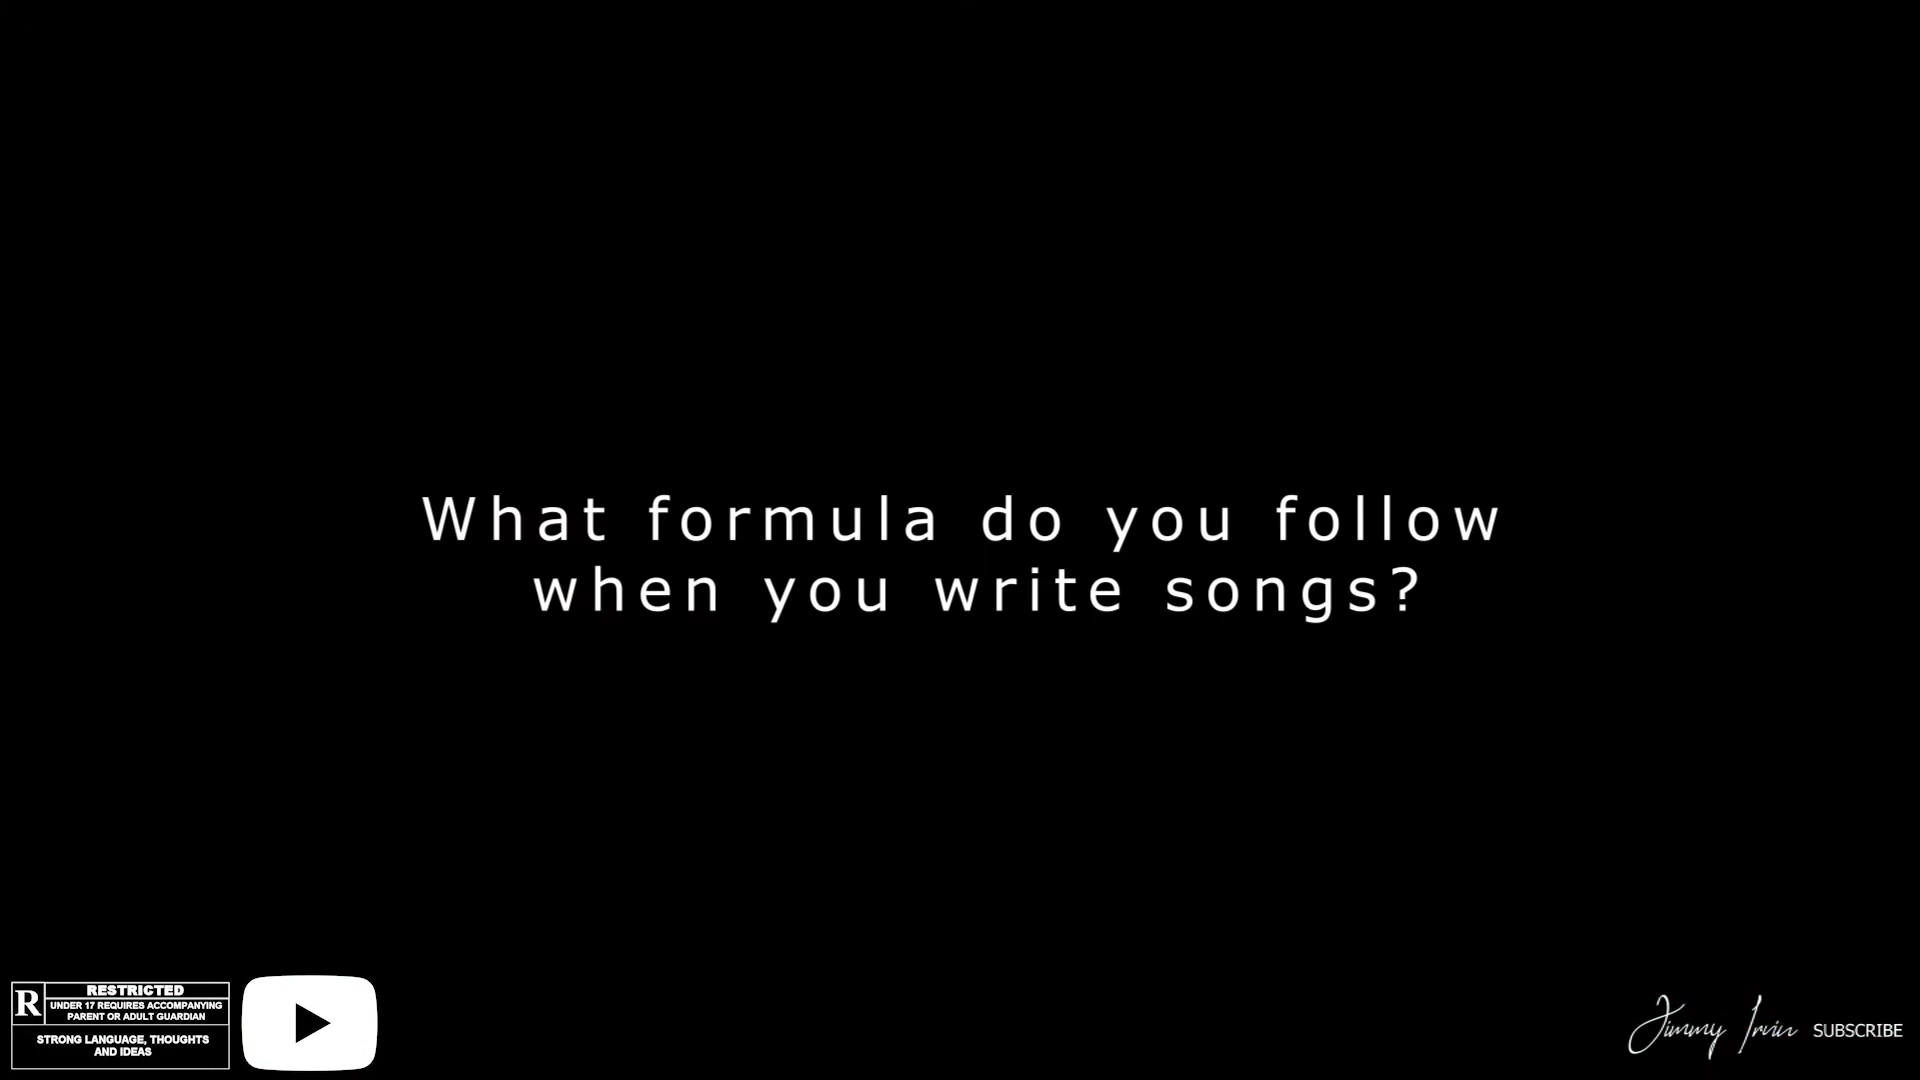 What formula do you follow
when you write songs?
R
RESTRICTED
UNDER 17 REQUIRES ACCOMPANYING
PARENT OR ADULT GUARDIAN
STRONG LANGUAGE, THOUGHTS
AND IDEAS
Jimmy Irvin SUBSCRIBE